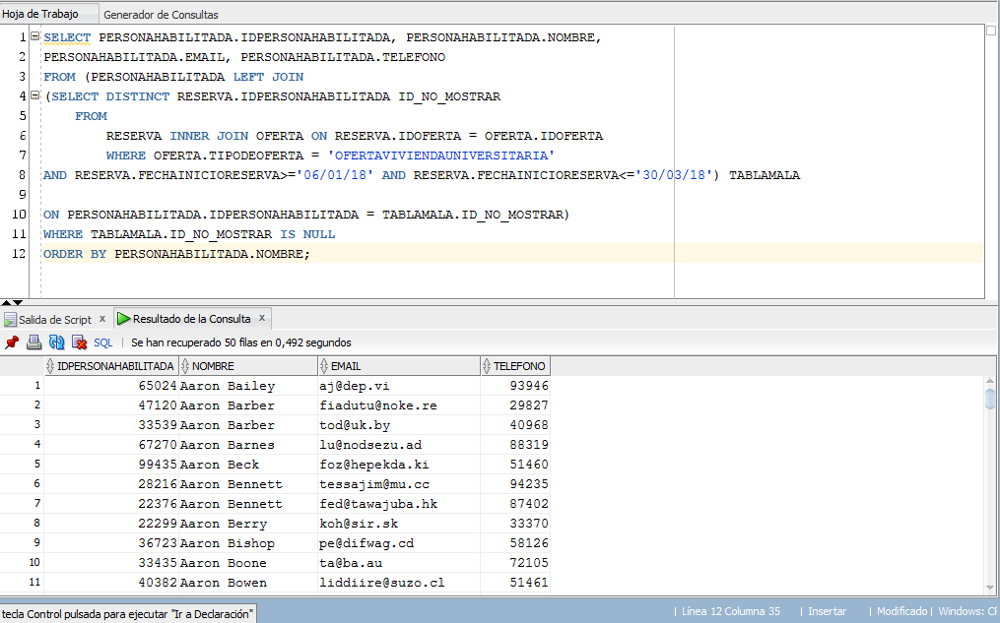 Hoja de Trabajo Generador de Consultas
1 SELECT PERSONAHABILITADA.IDPERSONAHABILITADA, PERSONAHABILITADA.NOMBRE,
2 PERSONAHABILITADA.EMAIL, PERSONAHABILITADA.TELEFONO
3 FROM (PERSONAHABILITADA LEFT JOIN
4 (SELECT DISTINCT RESERVA.IDPERSONAHABILITADA ID_NO_MOSTRAR
5 FROM
6 RESERVA INNER JOIN OFERTA ON RESERVA.IDOFERTA = OFERTA.IDOFERTA
7 WHERE OFERTA.TIPODEOFERTA = 'OFERTAVIVIENDAUNIVERSITARIA'
8 AND RESERVA.FECHAINICIORESERVA>='06/01/18' AND RESERVA.FECHAINICIORESERVA<='30/03/18') TABLAMALA
9
10 ON PERSONAHABILITADA.IDPERSONAHABILITADA = TABLAMALA.ID_NO_MOSTRAR)
11 WHERE TABLAMALA.ID_NO_MOSTRAR IS NULL
12 ORDER BY PERSONAHABILITADA.NOMBRE;
Salida de Script x Resultado de la Consulta x
SQL | Se han recuperado 50 filas en 0,492 segundos
IDPERSONAHABILITADA NOMBRE EMAIL TELEFONO
1 65024 Aaron Bailey aj@dep.vi 93946
2 47120 Aaron Barber fiadutu@noke.re 29827
3 33539 Aaron Barber tod@uk.by 40968
4 67270 Aaron Barnes lu@nodsezu.ad 88319
5 99435 Aaron Beck foz@hepekda.ki 51460
6 28216 Aaron Bennett tessajim@mu.cc 94235
7 22376 Aaron Bennett fed@tawajuba.hk 87402
8 22299 Aaron Berry koh@sir.sk 33370
9 36723 Aaron Bishop pe@difwag.cd 58126
10 33435 Aaron Boone ta@ba.au 72105
11 40382 Aaron Bowen liddiire@suzo.cl 51461
tecla Control pulsada para ejecutar "Ir a Declaración" | Línea 12 Columna 35 | Insertar | Modificado | Windows: